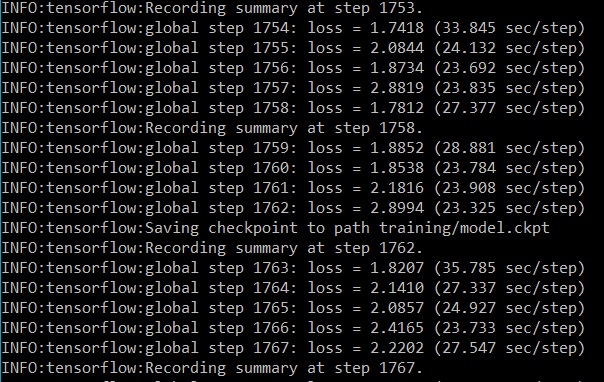 INFO:tensorflow:Recording summary at step 1753.
INFO:tensorflow:global step 1754: loss = 1.7418 (33.845 sec/step)
INFO:tensorflow:global step 1755: loss = 2.0844 (24.132 sec/step)
INFO:tensorflow:global step 1756: loss = 1.8734 (23.692 sec/step)
INFO:tensorflow:global step 1757: loss = 2.8819 (23.835 sec/step)
INFO:tensorflow:global step 1758: loss = 1.7812 (27.377 sec/step)
INFO:tensorflow:Recording summary at step 1758.
INFO:tensorflow:global step 1759: loss = 1.8852 (28.881 sec/step)
INFO:tensorflow:global step 1760: loss = 1.8538 (23.784 sec/step)
INFO:tensorflow:global step 1761: loss = 2.1816 (23.908 sec/step)
INFO:tensorflow:global step 1762: loss = 2.8994 (23.325 sec/step)
INFO:tensorflow:Saving checkpoint to path training/model.ckpt
INFO:tensorflow:Recording summary at step 1762.
INFO:tensorflow:global step 1763: loss = 1.8207 (35.785 sec/step)
INFO:tensorflow:global step 1764: loss = 2.1410 (27.337 sec/step)
INFO:tensorflow:global step 1765: loss = 2.0857 (24.927 sec/step)
INFO:tensorflow:global step 1766: loss = 2.4165 (23.733 sec/step)
INFO:tensorflow:global step 1767: loss = 2.2202 (27.547 sec/step)
INFO:tensorflow:Recording summary at step 1767.